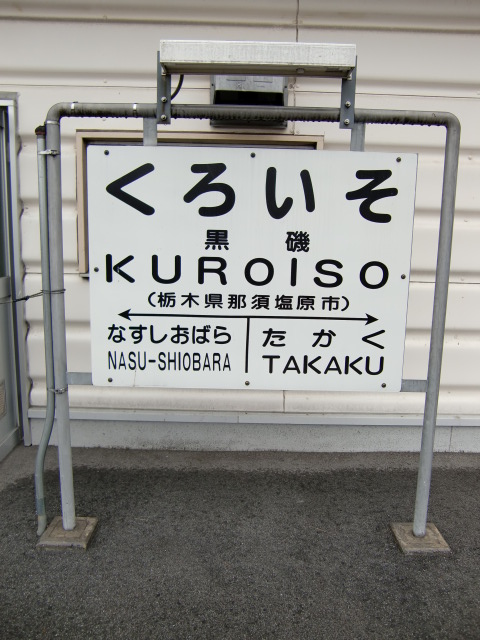 くろいそ
黒磯
KUROISO
(栃木県那須塩原市)
なすしおばら たかく
NASU-SHIOBARA TAKAKU